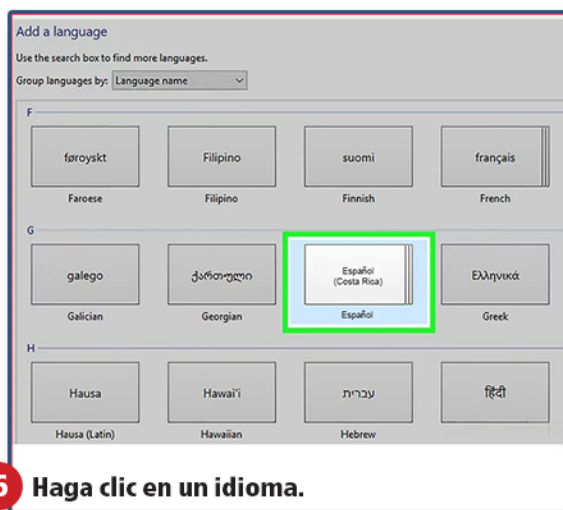 Add a language
Use the search box to find more languages.
Group languages by: Language name
F
føroyskt Filipino suomi français
Faroese Filipino Finnish French
G
galego ქართული Español (Costa Rica) Ελληνικά
Galician Georgian Español Greek
H
Hausa Hawaiʻi עברית हिंदी
Hausa (Latin) Hawaiian Hebrew
Haga clic en un idioma.